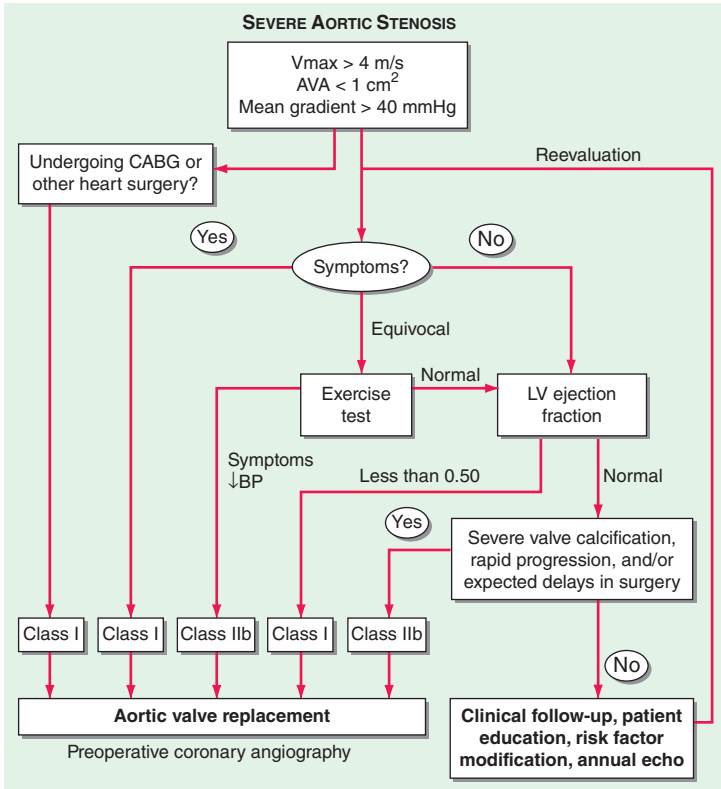 SEVERE AORTIC STENOSIS
Vmax > 4 m/s
AVA < 1 cm²
Mean gradient > 40 mmHg
Undergoing CABG or
other heart surgery?
Reevaluation
Yes
No
Symptoms?
Equivocal
Exercise
test
Normal
LV ejection
fraction
Symptoms
↓BP
Less than 0.50
Normal
Yes
Severe valve calcification,
rapid progression, and/or
expected delays in surgery
Class I
Class I
Class IIb
Class I
Class IIb
No
Aortic valve replacement
Preoperative coronary angiography
Clinical follow-up, patient
education, risk factor
modification, annual echo